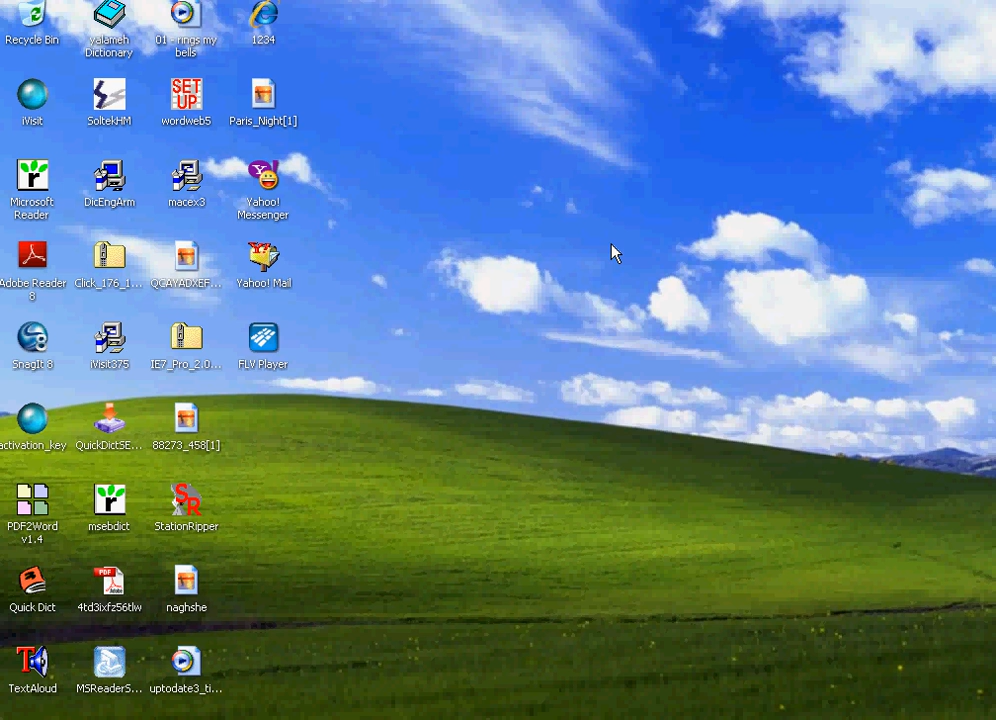 Recycle Bin
yalameh
Dictionary
01 - rings my
bells
1234
iVisit
SoltekHM
SET
UP
wordweb5
Paris_Night[1]
r
Microsoft
Reader
DicEngArm
macex3
Y!
Yahoo!
Messenger
Adobe Reader
8
Click_176_1...
QCAYADXEF...
Y!
Yahoo! Mail
SnagIt 8
iVisit375
IE7_Pro_2.0...
FLV Player
activation_key
QuickDictSE...
88273_458[1]
PDF2Word
v1.4
r
msebdict
SR
StationRipper
Quick Dict
PDF
4td3ixfz56tlw
naghshe
T
TextAloud
MSReaderS...
uptodate3_ti...